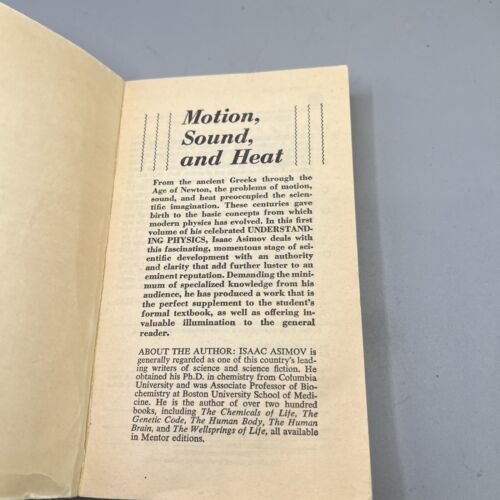 Motion,
Sound,
and Heat
From the ancient Greeks through the
Age of Newton, the problems of motion,
sound, and heat preoccupied the scien-
tific imagination. These centuries gave
birth to the basic concepts from which
modern physics has evolved. In this first
volume of his celebrated UNDERSTAND-
ING PHYSICS, Isaac Asimov deals with
this fascinating, momentous stage of sci-
entific development with an authority
and clarity that add further luster to an
eminent reputation. Demanding the mini-
mum of specialized knowledge from his
audience, he has produced a work that is
the perfect supplement to the student's
formal textbook, as well as offering in-
valuable illumination to the general
reader.
ABOUT THE AUTHOR: ISAAC ASIMOV is
generally regarded as one of this country's lead-
ing writers of science and science fiction. He
obtained his Ph.D. in chemistry from Columbia
University and was Associate Professor of Bio-
chemistry at Boston University School of Medi-
cine. He is the author of over two hundred
books, including The Chemicals of Life, The
Genetic Code, The Human Body, The Human
Brain, and The Wellsprings of Life, all available
in Mentor editions.